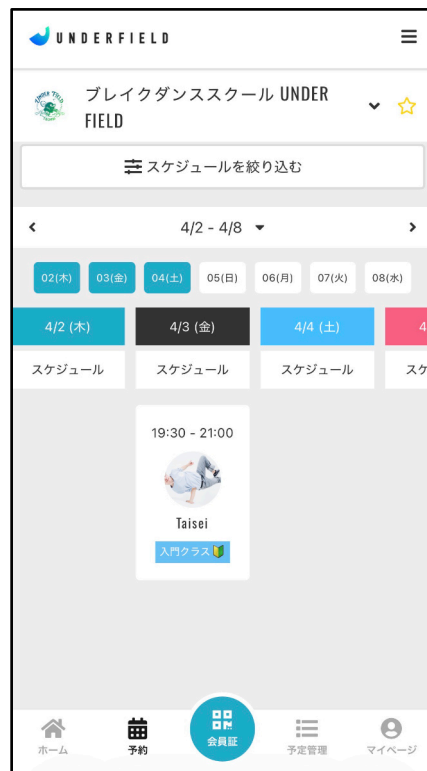 UNDERFIELD
ブレイクダンススクール UNDER
FIELD
スケジュールを絞り込む
4/2 - 4/8
02(木) 03(金) 04(土) 05(日) 06(月) 07(火) 08(水)
4/2 (木) 4/3 (金) 4/4 (土) 4
スケジュール スケジュール スケジュール スケ
19:30 - 21:00
Taisei
入門クラス🔰
ホーム 予約 会員証 予定管理 マイページ